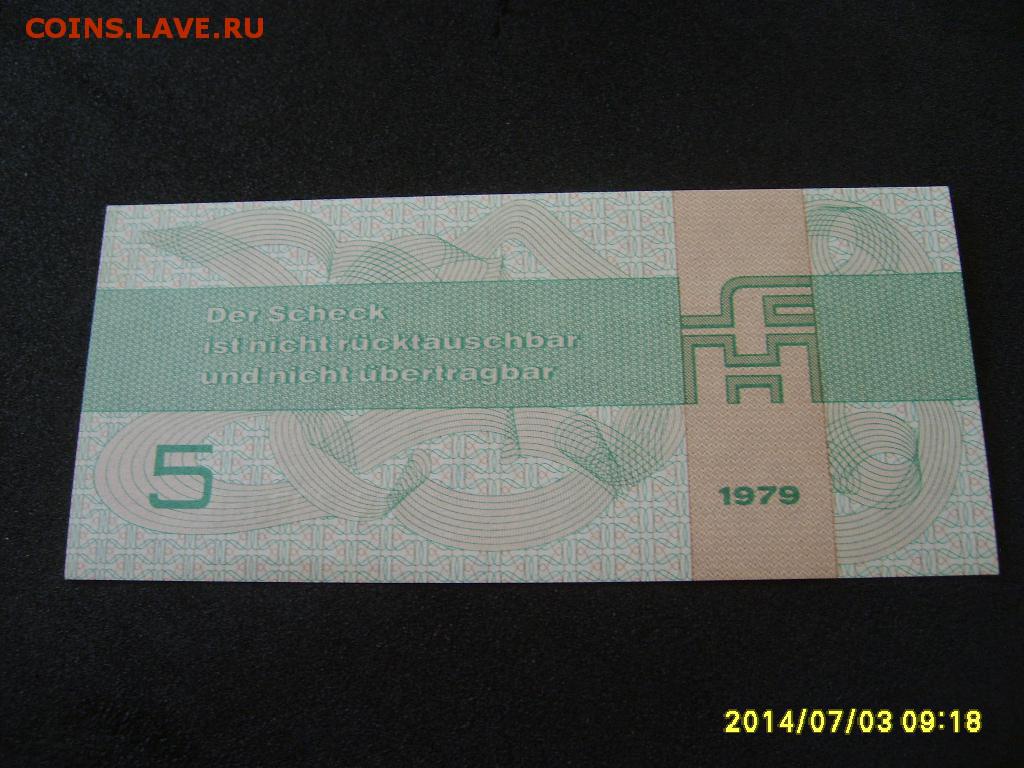 COINS.LAVE.RU
Der Scheck
ist nicht rücktauschbar
und nicht übertragbar
5
1979
2014/07/03 09:18